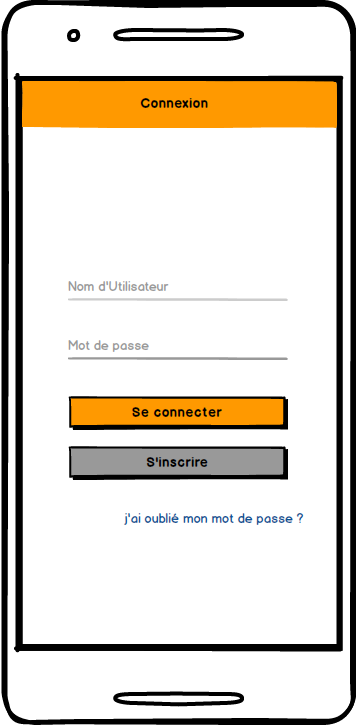 Connexion
Nom d'Utilisateur
Mot de passe
Se connecter
S'inscrire
j'ai oublié mon mot de passe ?